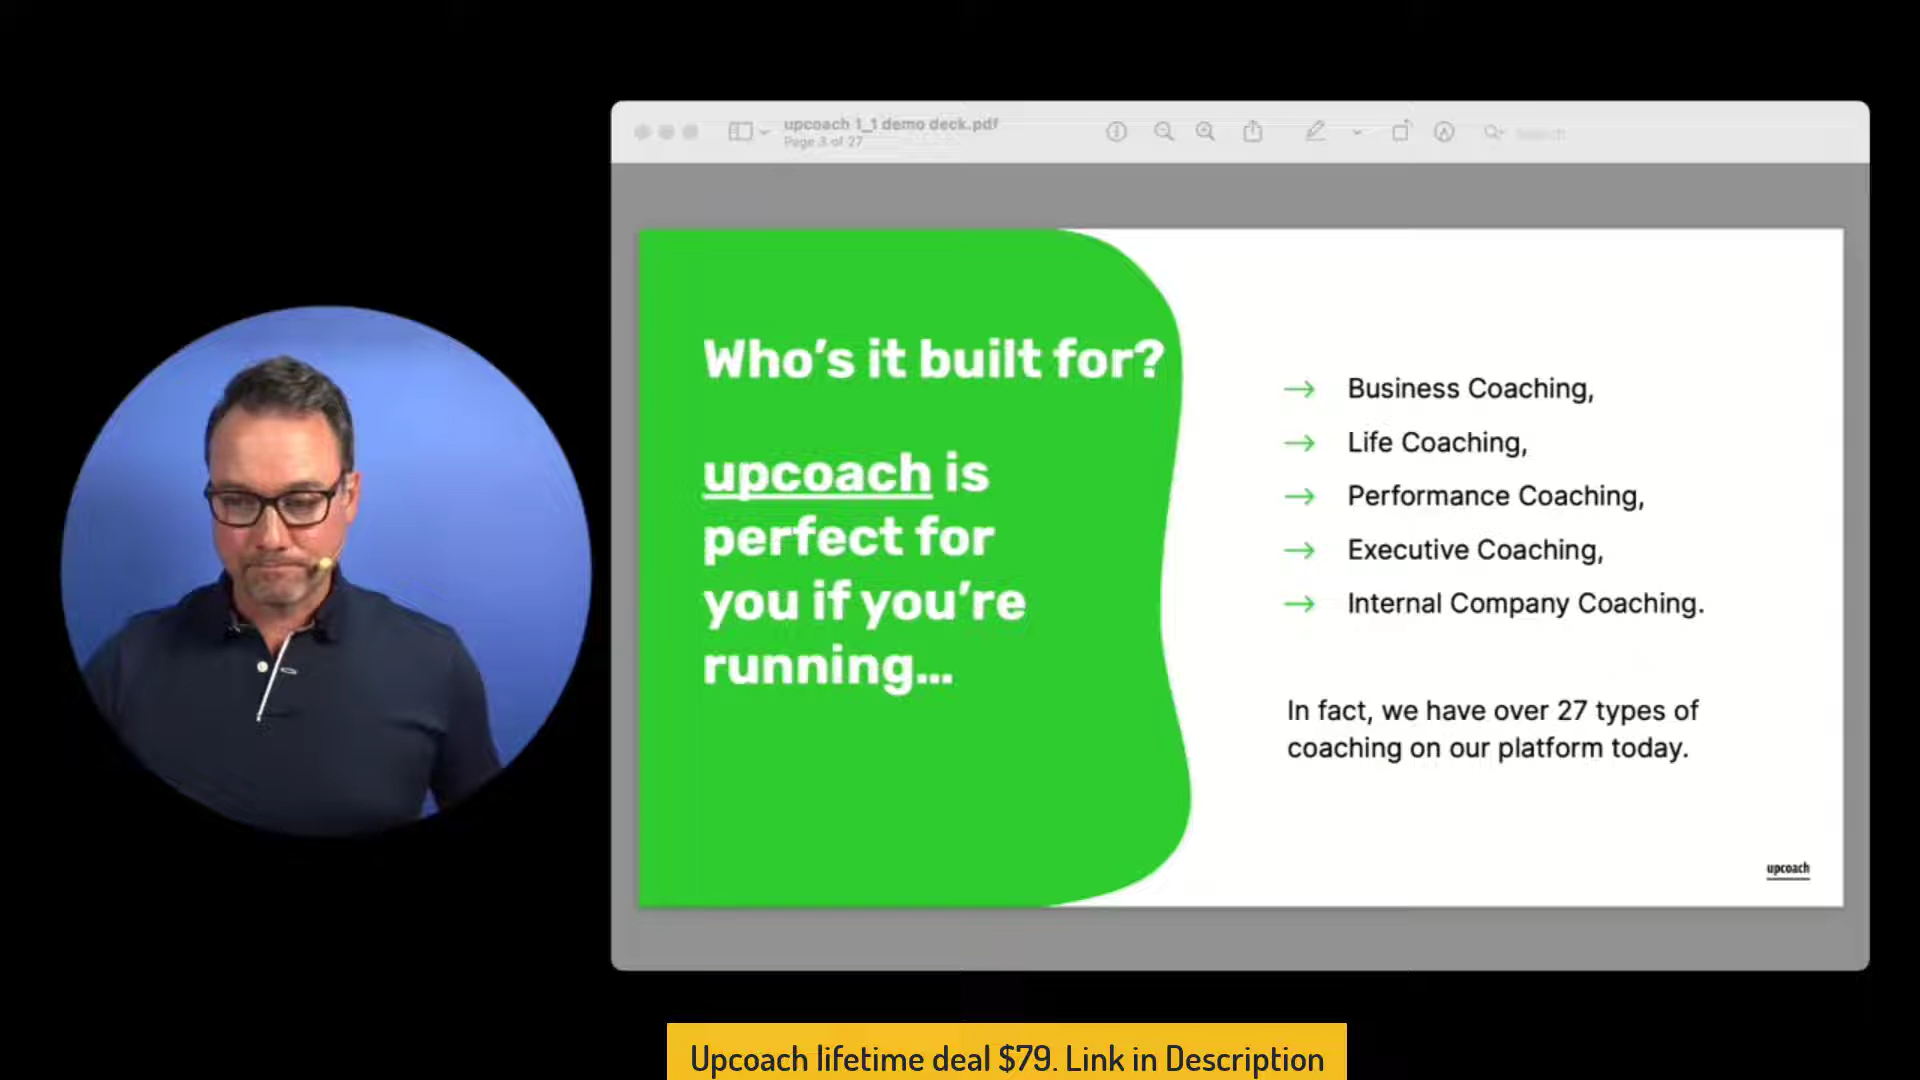 upcoach 1_1 demo deck.pdf
Page 3 of 27
Search
Who's it built for?
upcoach is
perfect for
you if you're
running...
→ Business Coaching,
→ Life Coaching,
→ Performance Coaching,
→ Executive Coaching,
→ Internal Company Coaching.
In fact, we have over 27 types of
coaching on our platform today.
upcoach
Upcoach lifetime deal $79. Link in Description